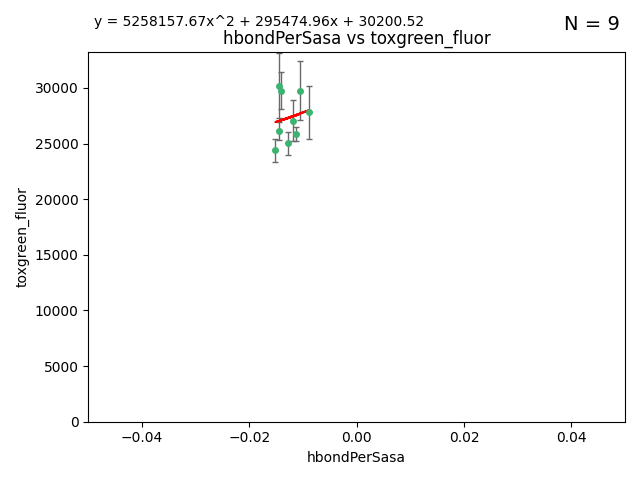 y = 5258157.67x^2 + 295474.96x + 30200.52
N = 9
hbondPerSasa vs toxgreen_fluor
30000
25000
20000
15000
10000
5000
0
toxgreen_fluor
−0.04
−0.02
0.00
0.02
0.04
hbondPerSasa